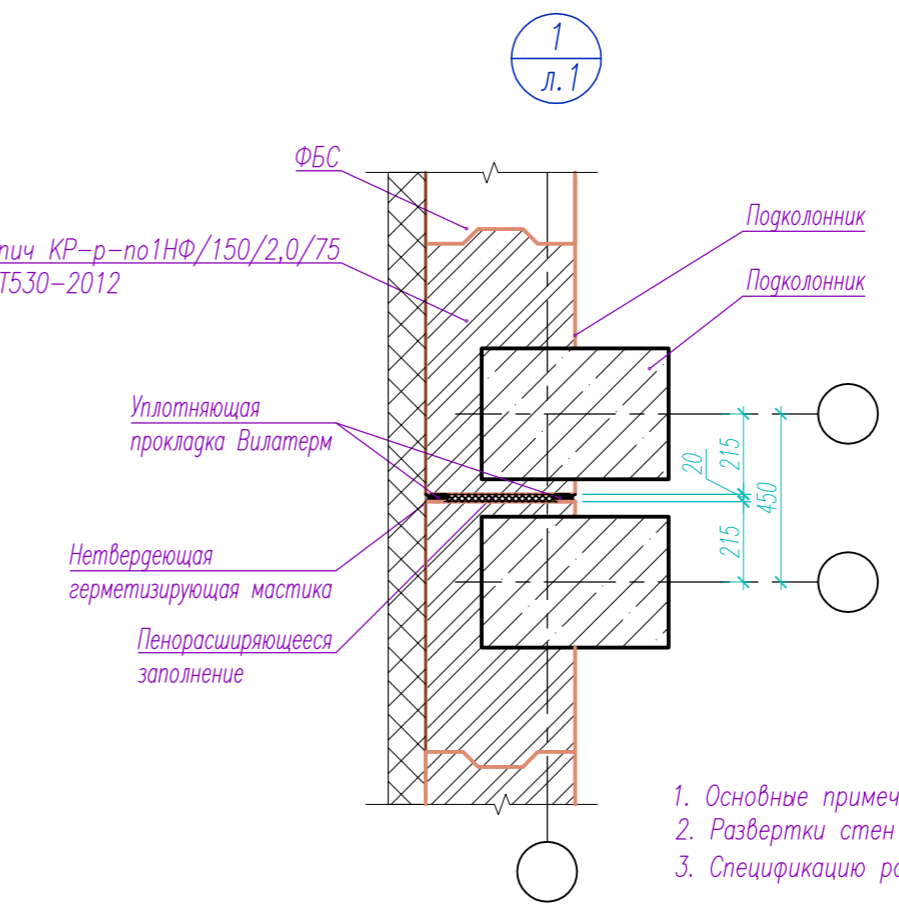 1
л.1
ФБС
пич КР-р-по1НФ/150/2,0/75
Т530-2012
Подколонник
Подколонник
Уплотняющая
прокладка Вилатерм
20
215
450
215
Нетвердеющая
герметизирующая мастика
Пенорасширяющееся
заполнение
1. Основные примеч
2. Развертки стен
3. Спецификацию ра